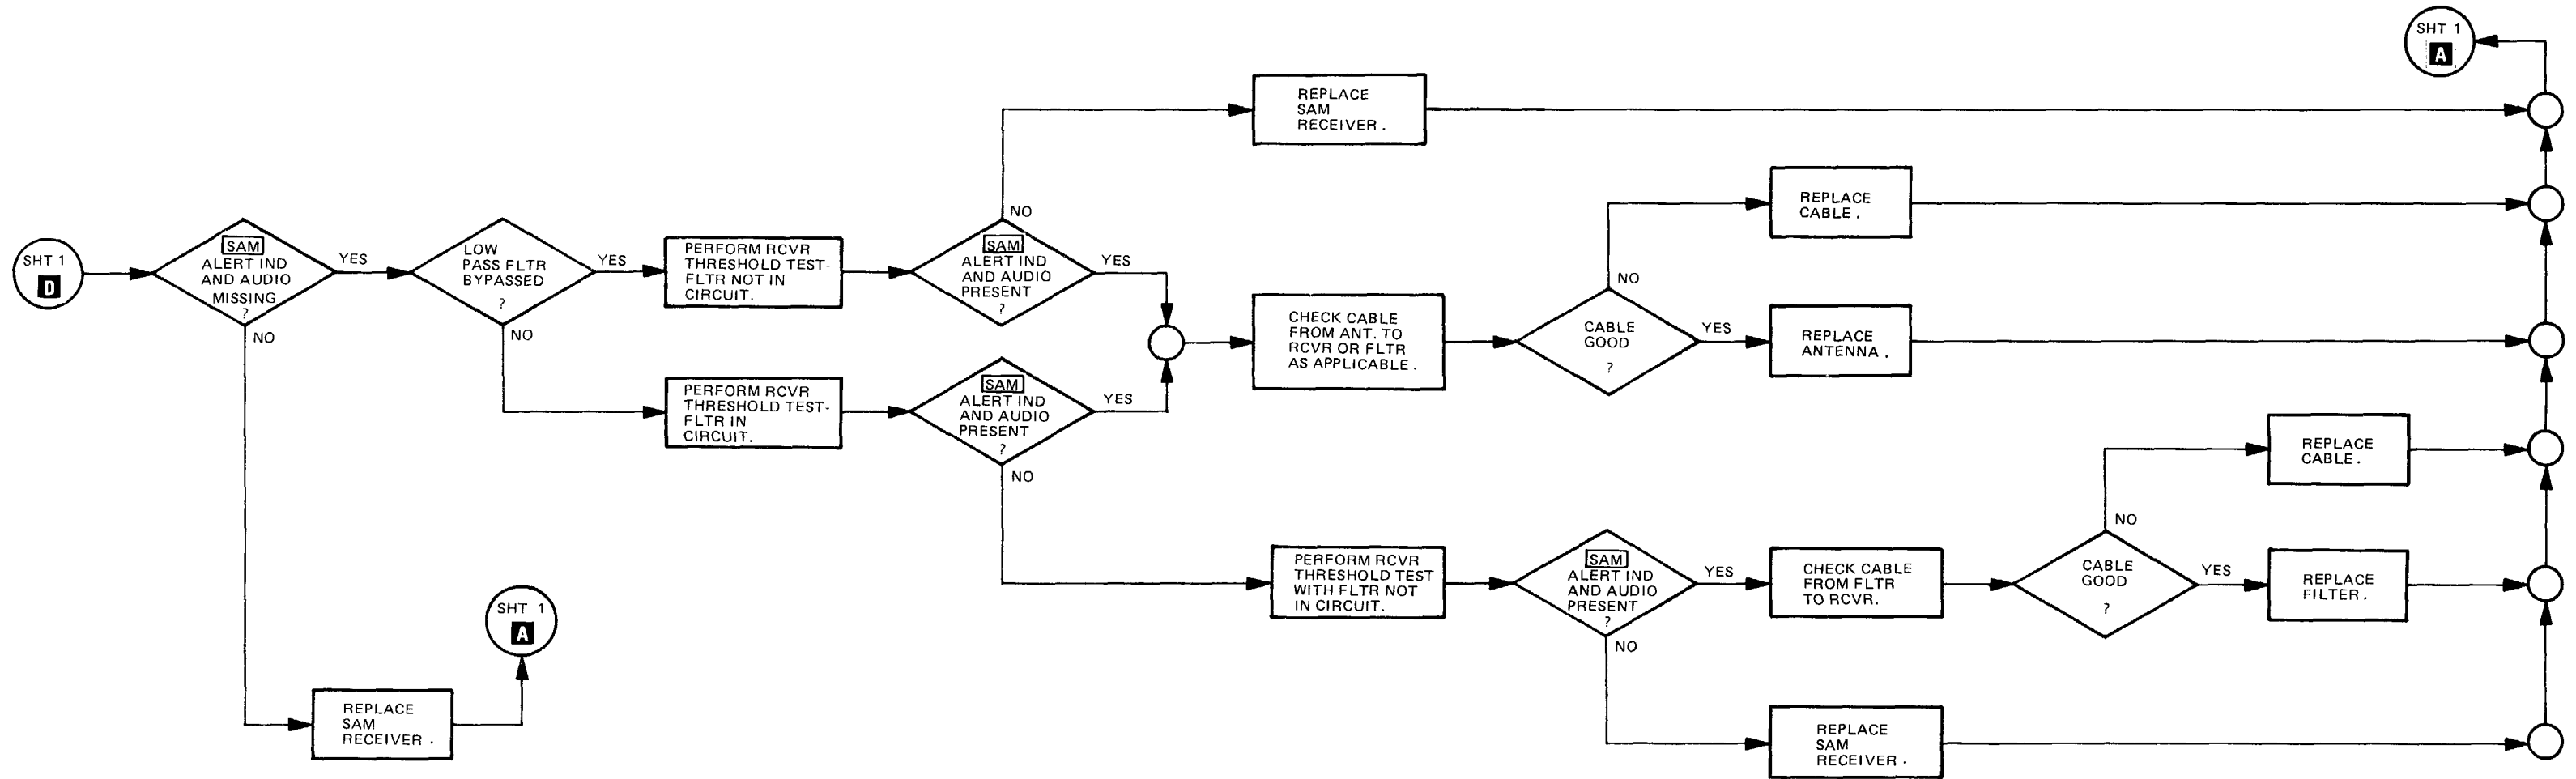 SHT 1
D
SAM
ALERT IND
AND AUDIO
MISSING
?
YES
NO
REPLACE
SAM
RECEIVER.
SHT 1
A
LOW
PASS FLTR
BYPASSED
?
YES
NO
PERFORM RCVR
THRESHOLD TEST-
FLTR NOT IN
CIRCUIT.
SAM
ALERT IND
AND AUDIO
PRESENT
?
NO
YES
REPLACE
SAM
RECEIVER.
PERFORM RCVR
THRESHOLD TEST-
FLTR IN
CIRCUIT.
SAM
ALERT IND
AND AUDIO
PRESENT
?
YES
NO
CHECK CABLE
FROM ANT. TO
RCVR OR FLTR
AS APPLICABLE.
CABLE
GOOD
?
NO
YES
REPLACE
CABLE.
REPLACE
ANTENNA.
PERFORM RCVR
THRESHOLD TEST
WITH FLTR NOT
IN CIRCUIT.
SAM
ALERT IND
AND AUDIO
PRESENT
?
YES
NO
CHECK CABLE
FROM FLTR
TO RCVR.
CABLE
GOOD
?
NO
YES
REPLACE
CABLE.
REPLACE
FILTER.
REPLACE
SAM
RECEIVER.
SHT 1
A